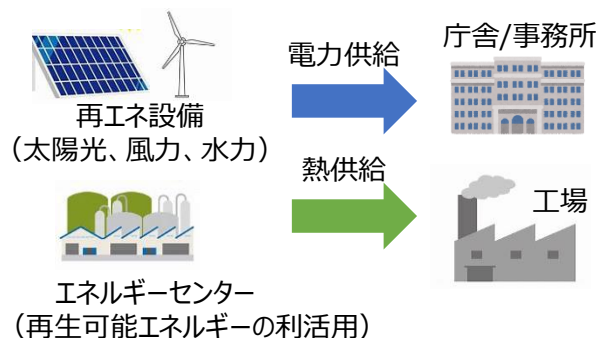 再エネ設備
（太陽光、風力、水力）
エネルギーセンター
（再生可能エネルギーの利活用）
電力供給
熱供給
庁舎/事務所
工場